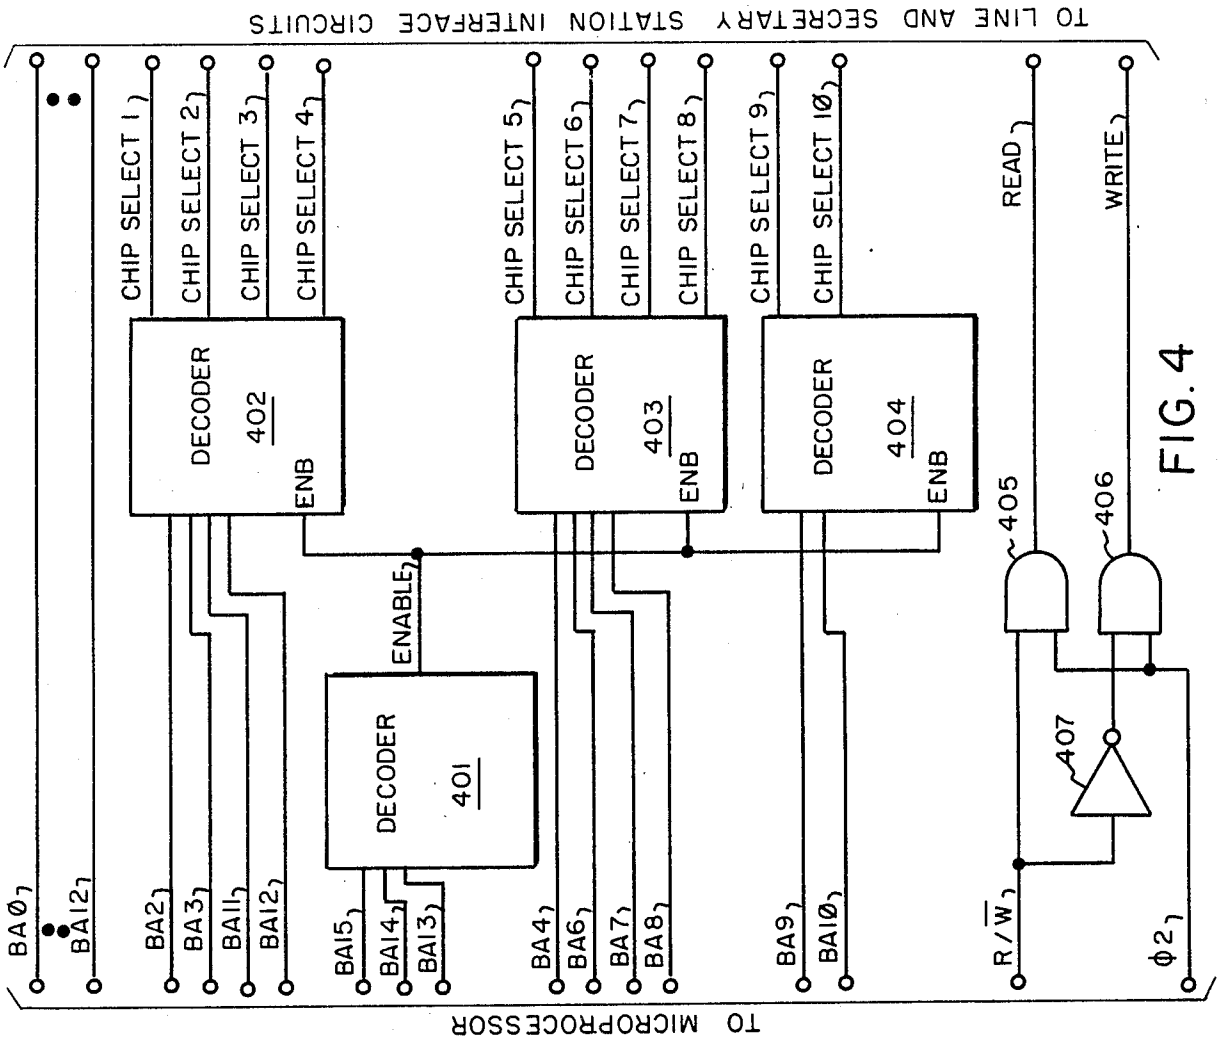 TO LINE AND SECRETARY STATION INTERFACE CIRCUITS
CHIP SELECT 1
CHIP SELECT 2
CHIP SELECT 3
CHIP SELECT 4
CHIP SELECT 5
CHIP SELECT 6
CHIP SELECT 7
CHIP SELECT 8
CHIP SELECT 9
CHIP SELECT 1Ø
READ
WRITE
DECODER
402
ENB
DECODER
403
ENB
DECODER
404
ENB
405
406
FIG. 4
ENABLE
DECODER
401
407
BAØ
BA12
BA2
BA3
BA11
BA12
BA15
BA14
BA13
BA4
BA6
BA7
BA8
BA9
BA1Ø
R/W̅
ϕ2
TO MICROPROCESSOR